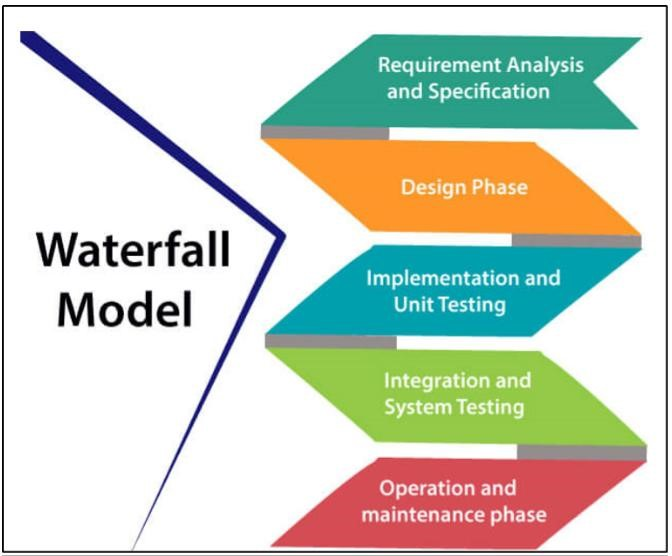 Waterfall
Model
Requirement Analysis
and Specification
Design Phase
Implementation and
Unit Testing
Integration and
System Testing
Operation and
maintenance phase